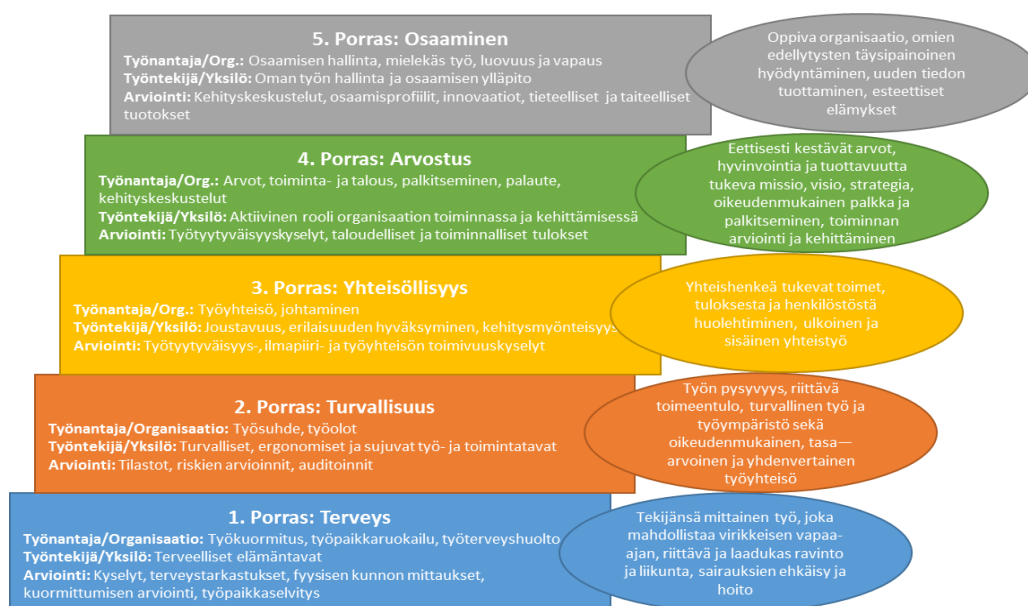 5. Porras: Osaaminen
Työnantaja/Org.: Osaamisen hallinta, mielekäs työ, luovuus ja vapaus
Työntekijä/Yksilö: Oman työn hallinta ja osaamisen ylläpito
Arviointi: Kehityskeskustelut, osaamisprofiilit, innovaatiot, tieteelliset ja taiteelliset
tuotokset
Oppiva organisaatio, omien
edellytysten täysipainoinen
hyödyntäminen, uuden tiedon
tuottaminen, esteettiset
elämykset
4. Porras: Arvostus
Työnantaja/Org.: Arvot, toiminta- ja talous, palkitseminen, palaute,
kehityskeskustelut
Työntekijä/Yksilö: Aktiivinen rooli organisaation toiminnassa ja kehittämisessä
Arviointi: Työtyytyväisyyskyselyt, taloudelliset ja toiminnalliset tulokset
Eettisesti kestävät arvot,
hyvinvointia ja tuottavuutta
tukeva missio, visio, strategia,
oikeudenmukainen palkka ja
palkitseminen, toiminnan
arviointi ja kehittäminen
3. Porras: Yhteisöllisyys
Työnantaja/Org.: Työyhteisö, johtaminen
Työntekijä/Yksilö: Joustavuus, erilaisuuden hyväksyminen, kehitysmyönteisyys
Arviointi: Työtyytyväisyys-, ilmapiiri- ja työyhteisön toimivuuskyselyt
Yhteishenkeä tukevat toimet,
tuloksesta ja henkilöstöstä
huolehtiminen, ulkoinen ja
sisäinen yhteistyö
2. Porras: Turvallisuus
Työnantaja/Organisaatio: Työsuhde, työolot
Työntekijä/Yksilö: Turvalliset, ergonomiset ja sujuvat työ- ja toimintatavat
Arviointi: Tilastot, riskien arvioinnit, auditoinnit
Työn pysyvyys, riittävä
toimeentulo, turvallinen työ ja
työympäristö sekä
oikeudenmukainen, tasa—
arvoinen ja yhdenvertainen
työyhteisö
1. Porras: Terveys
Työnantaja/Organisaatio: Työkuormitus, työpaikkaruokailu, työterveyshuolto
Työntekijä/Yksilö: Terveelliset elämäntavat
Arviointi: Kyselyt, terveystarkastukset, fyysisen kunnon mittaukset,
kuormittumisen arviointi, työpaikkaselvitys
Tekijänsä mittainen työ, joka
mahdollistaa virikkeisen vapaa-
ajan, riittävä ja laadukas ravinto
ja liikunta, sairauksien ehkäisy ja
hoito